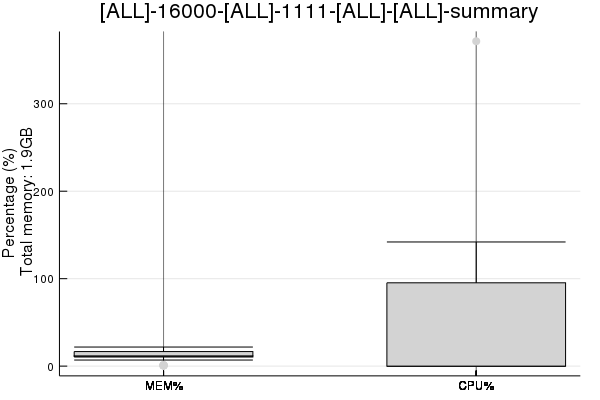 [ALL]-16000-[ALL]-1111-[ALL]-[ALL]-summary
Percentage (%)
Total memory: 1.9GB
300
200
100
0
MEM%
CPU%